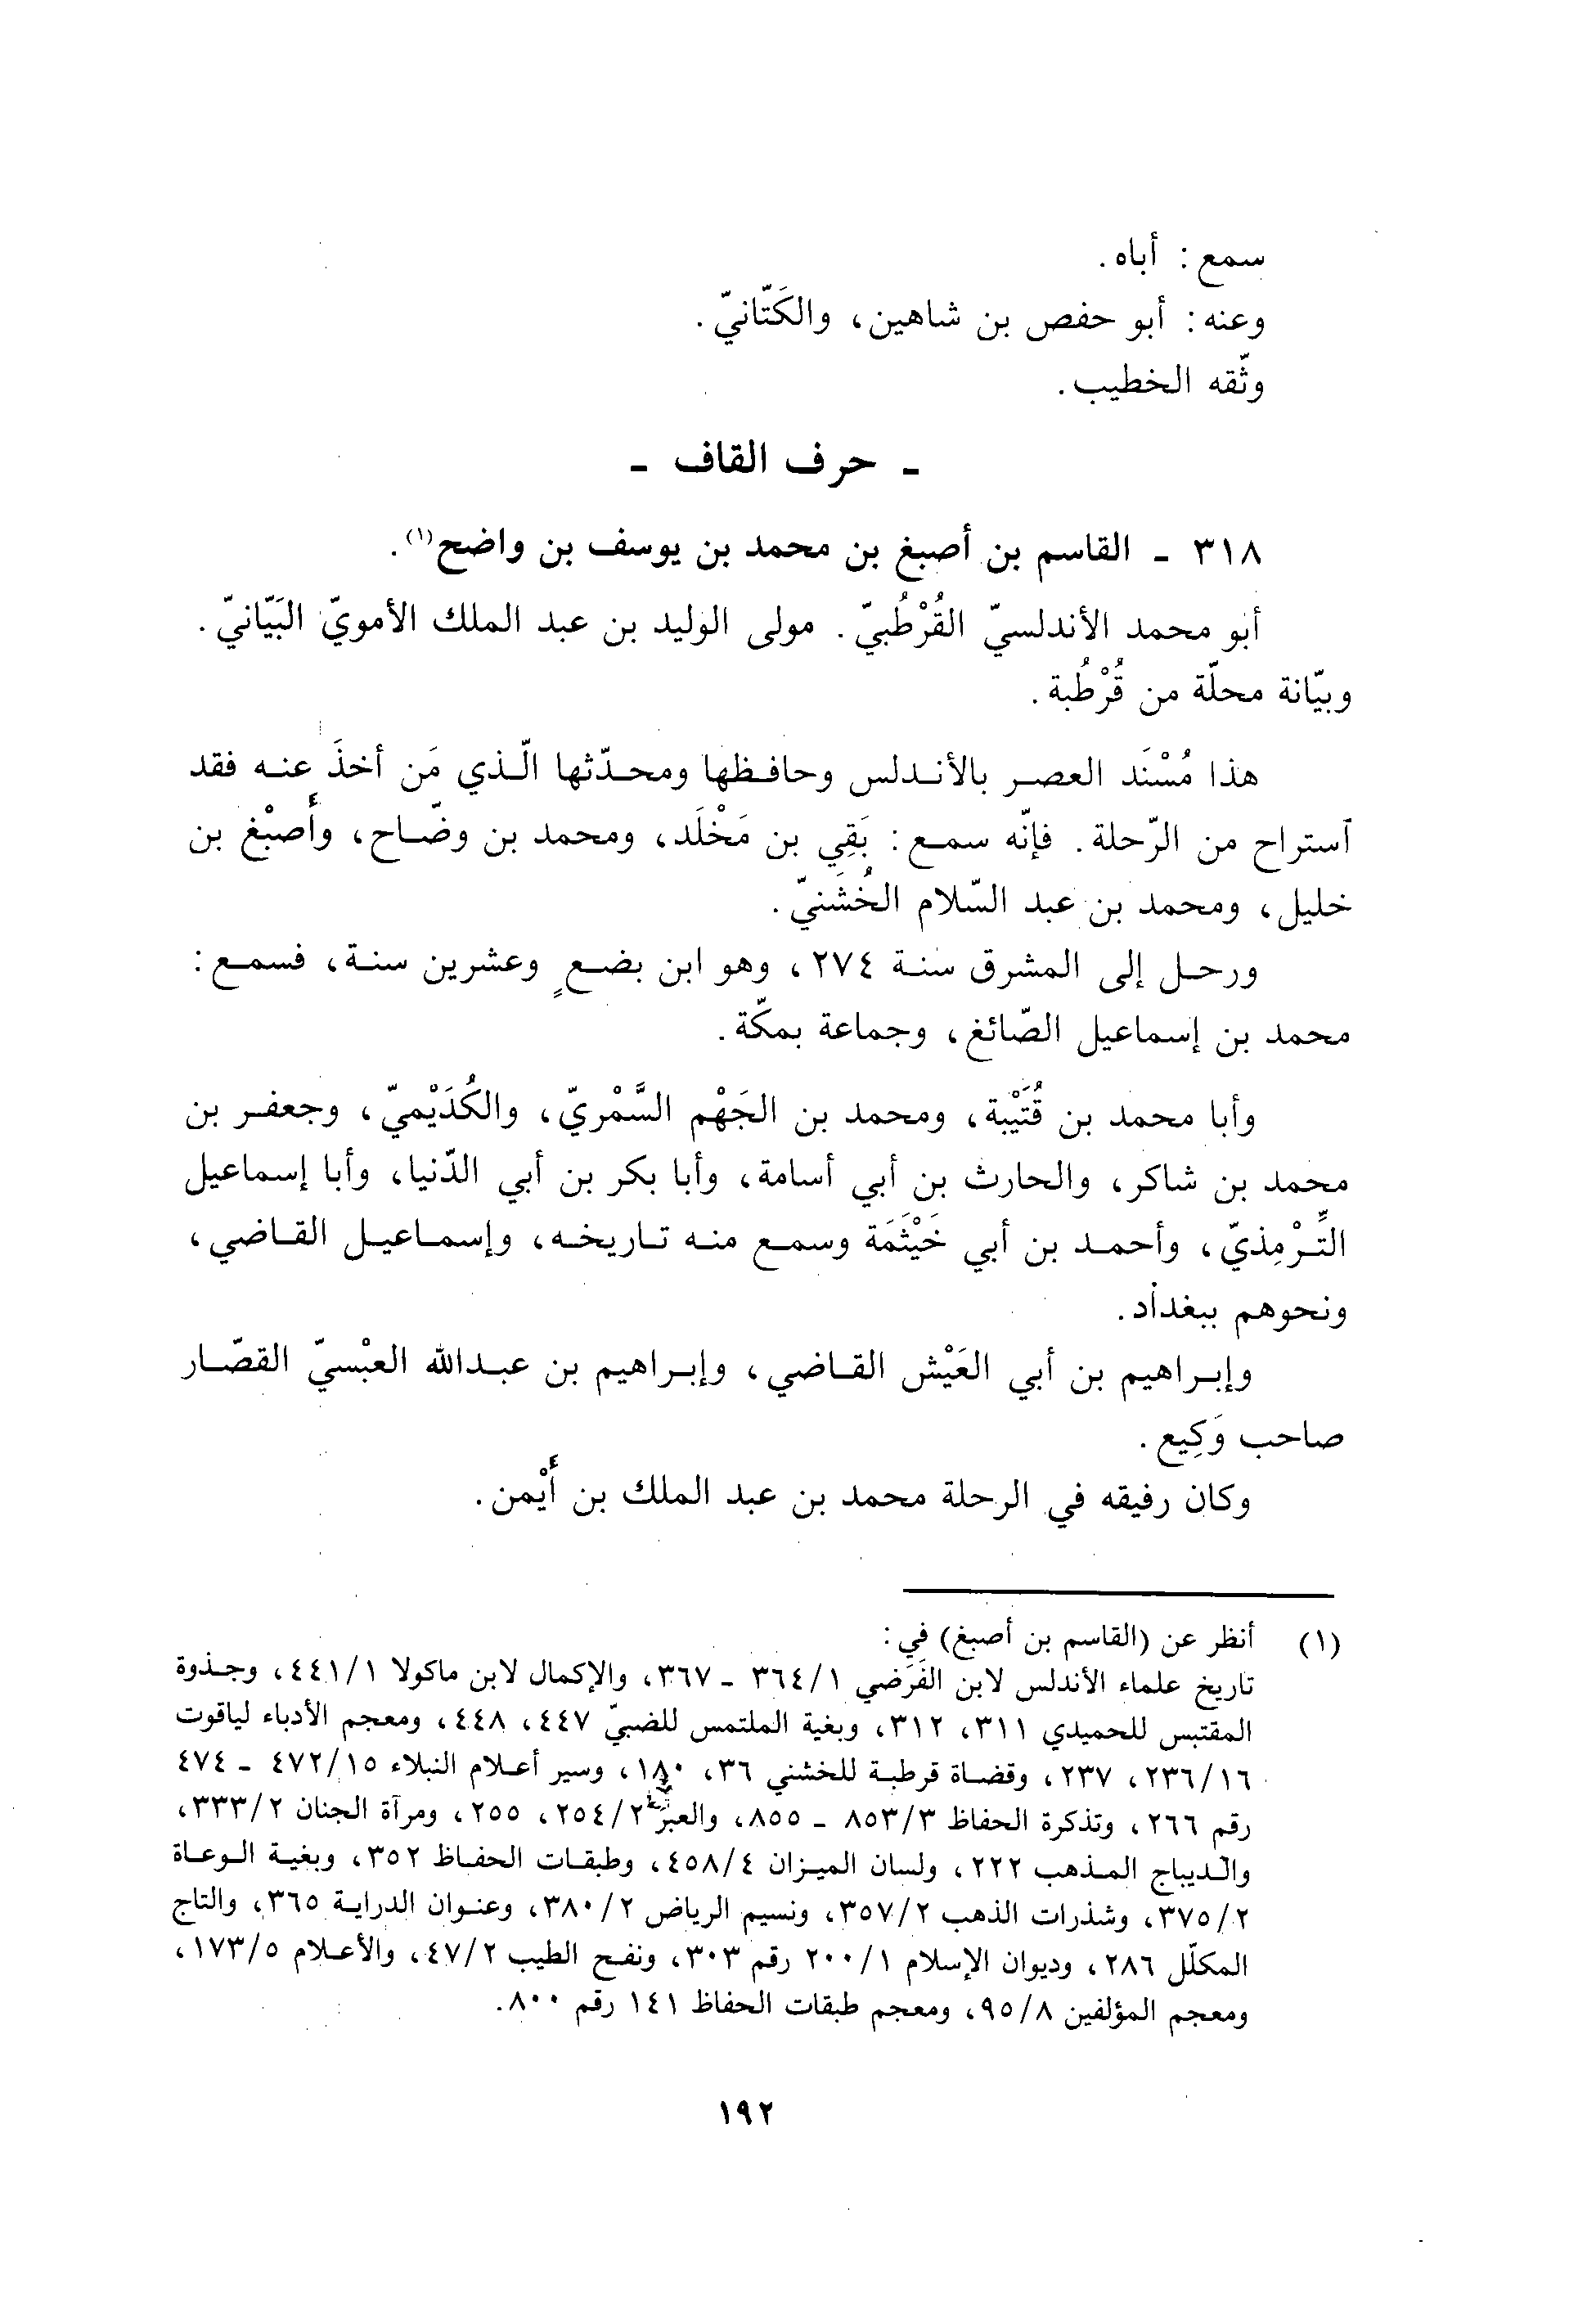 سمع: أباه.
وعنه: أبو حفص بن شاهين، والكَتّانيّ.
وثّقه الخطيب.
ـ حرف القاف ـ
٣١٨ ـ القاسم بن أصبغ بن محمد بن يوسف بن واضح(١).
أبو محمد الأندلسيّ القُرْطُبيّ. مولى الوليد بن عبد الملك الأمويّ البَيّانيّ.
وبيّانة محلّة من قُرْطُبة.
هذا مُسْنَد العصر بالأندلس وحافظها ومحدّثها الّذي مَن أخذَ عنه فقد
آستراح من الرّحلة. فإنّه سمع: بَقِي بن مَخْلَد، ومحمد بن وضّاح، وأَصبْغ بن
خليل، ومحمد بن عبد السّلام الخُشَنيّ.
ورحل إلى المشرق سنة ٢٧٤، وهو ابن بضعٍ وعشرين سنة، فسمع:
محمد بن إسماعيل الصّائغ، وجماعة بمكّة.
وأبا محمد بن قُتَيْبة، ومحمد بن الجَهْم السَّمْريّ، والكُدَيْميّ، وجعفر بن
محمد بن شاكر، والحارث بن أبي أسامة، وأبا بكر بن أبي الدّنيا، وأبا إسماعيل
التِّرْمِذيّ، وأحمد بن أبي خَيْثَمَة وسمع منه تاريخه، وإسماعيل القاضي،
ونحوهم ببغداد.
وإبراهيم بن أبي العَيْش القاضي، وإبراهيم بن عبدالله العبْسيّ القصّار
صاحب وَكِيع.
وكان رفيقه في الرحلة محمد بن عبد الملك بن أَيْمن.
(١) أنظر عن (القاسم بن أصبغ) في:
تاريخ علماء الأندلس لابن الفَرَضي ٣٦٤/١ ـ ٣٦٧، والإكمال لابن ماكولا ٤٤١/١، وجذوة
المقتبس للحميدي ٣١١، ٣١٢، وبغية الملتمس للضبيّ ٤٤٧، ٤٤٨، ومعجم الأدباء لياقوت
٢٣٦/١٦، ٢٣٧، وقضاة قرطبة للخشني ٣٦، ١٨٠، وسير أعلام النبلاء ٤٧٢/١٥ ـ ٤٧٤
رقم ٢٦٦، وتذكرة الحفاظ ٨٥٣/٣ ـ ٨٥٥، والعبر ٢٥٤/٢، ٢٥٥، ومرآة الجنان ٣٣٣/٢،
والديباج المذهب ٢٢٢، ولسان الميزان ٤٥٨/٤، وطبقات الحفاظ ٣٥٢، وبغية الوعاة
٣٧٥/٢، وشذرات الذهب ٣٥٧/٢، ونسيم الرياض ٣٨٠/٢، وعنوان الدراية ٣٦٥، والتاج
المكلّل ٢٨٦، وديوان الإسلام ٢٠٠/١ رقم ٣٠٣، ونفح الطيب ٤٧/٢، والأعلام ١٧٣/٥،
ومعجم المؤلفين ٩٥/٨، ومعجم طبقات الحفاظ ١٤١ رقم ٨٠٠.
١٩٢